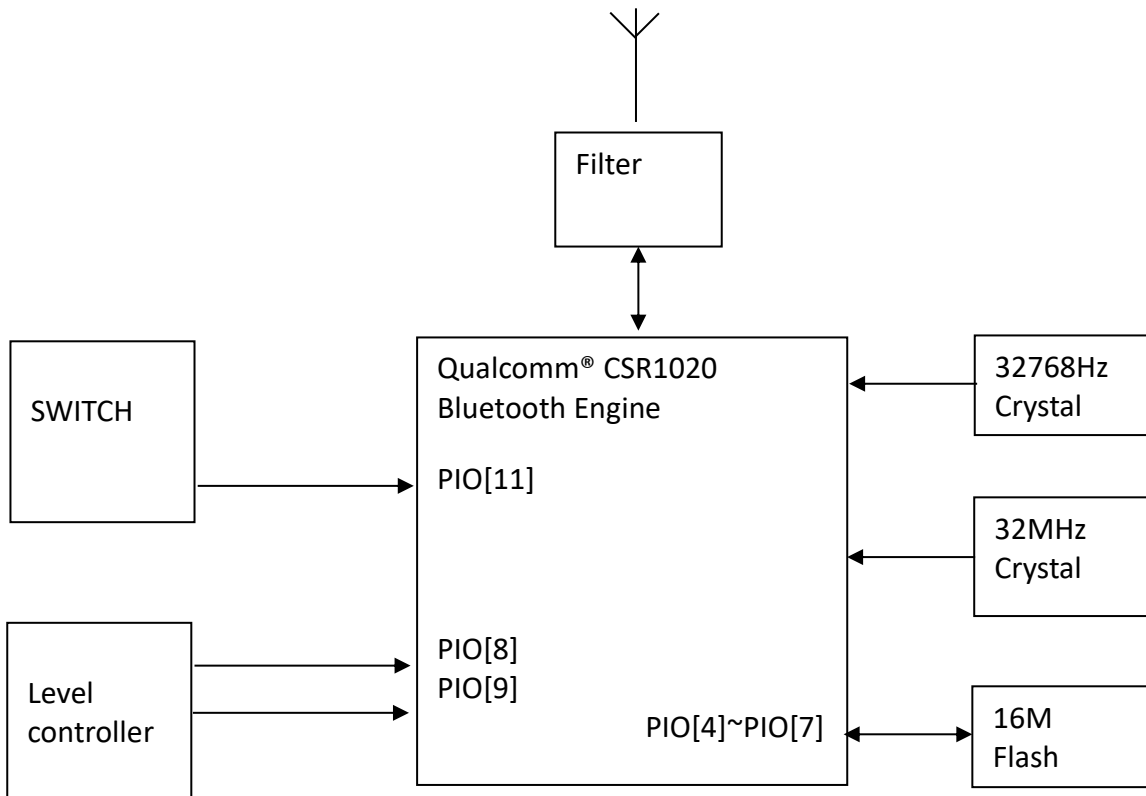 Filter
Qualcomm® CSR1020
Bluetooth Engine
SWITCH
PIO[11]
32768Hz
Crystal
32MHz
Crystal
PIO[8]
PIO[9]
Level
controller
PIO[4]~PIO[7]
16M
Flash